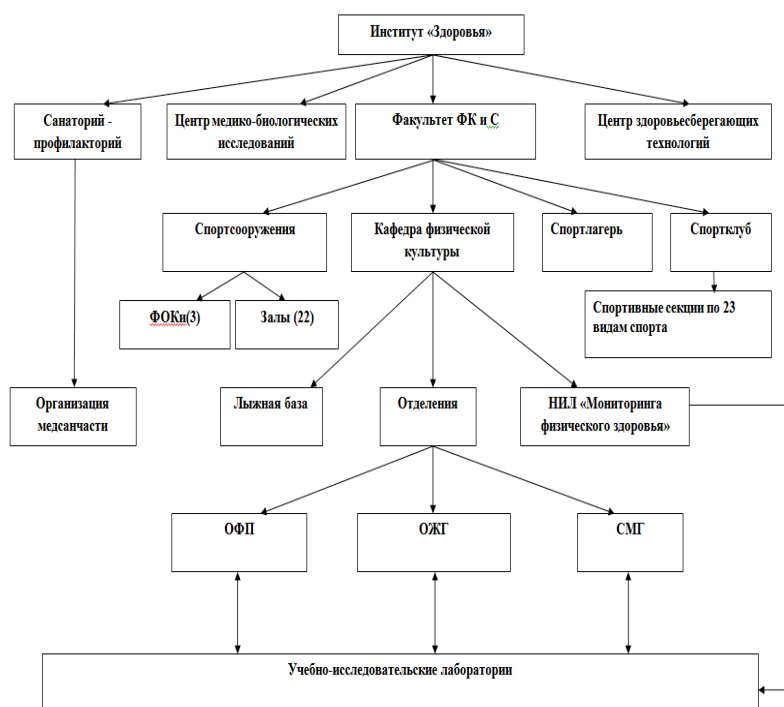 Институт «Здоровья»
Санаторий -
профилакторий
Центр медико-биологических
исследований
Факультет ФК и С
Центр здоровьесберегающих
технологий
Спортсооружения
Кафедра физической
культуры
Спортлагерь
Спортклуб
ФОКи(3)
Залы (22)
Спортивные секции по 23
видам спорта
Организация
медсанчасти
Лыжная база
Отделения
НИЛ «Мониторинга
физического здоровья»
ОФП
ОЖГ
СМГ
Учебно-исследовательские лаборатории